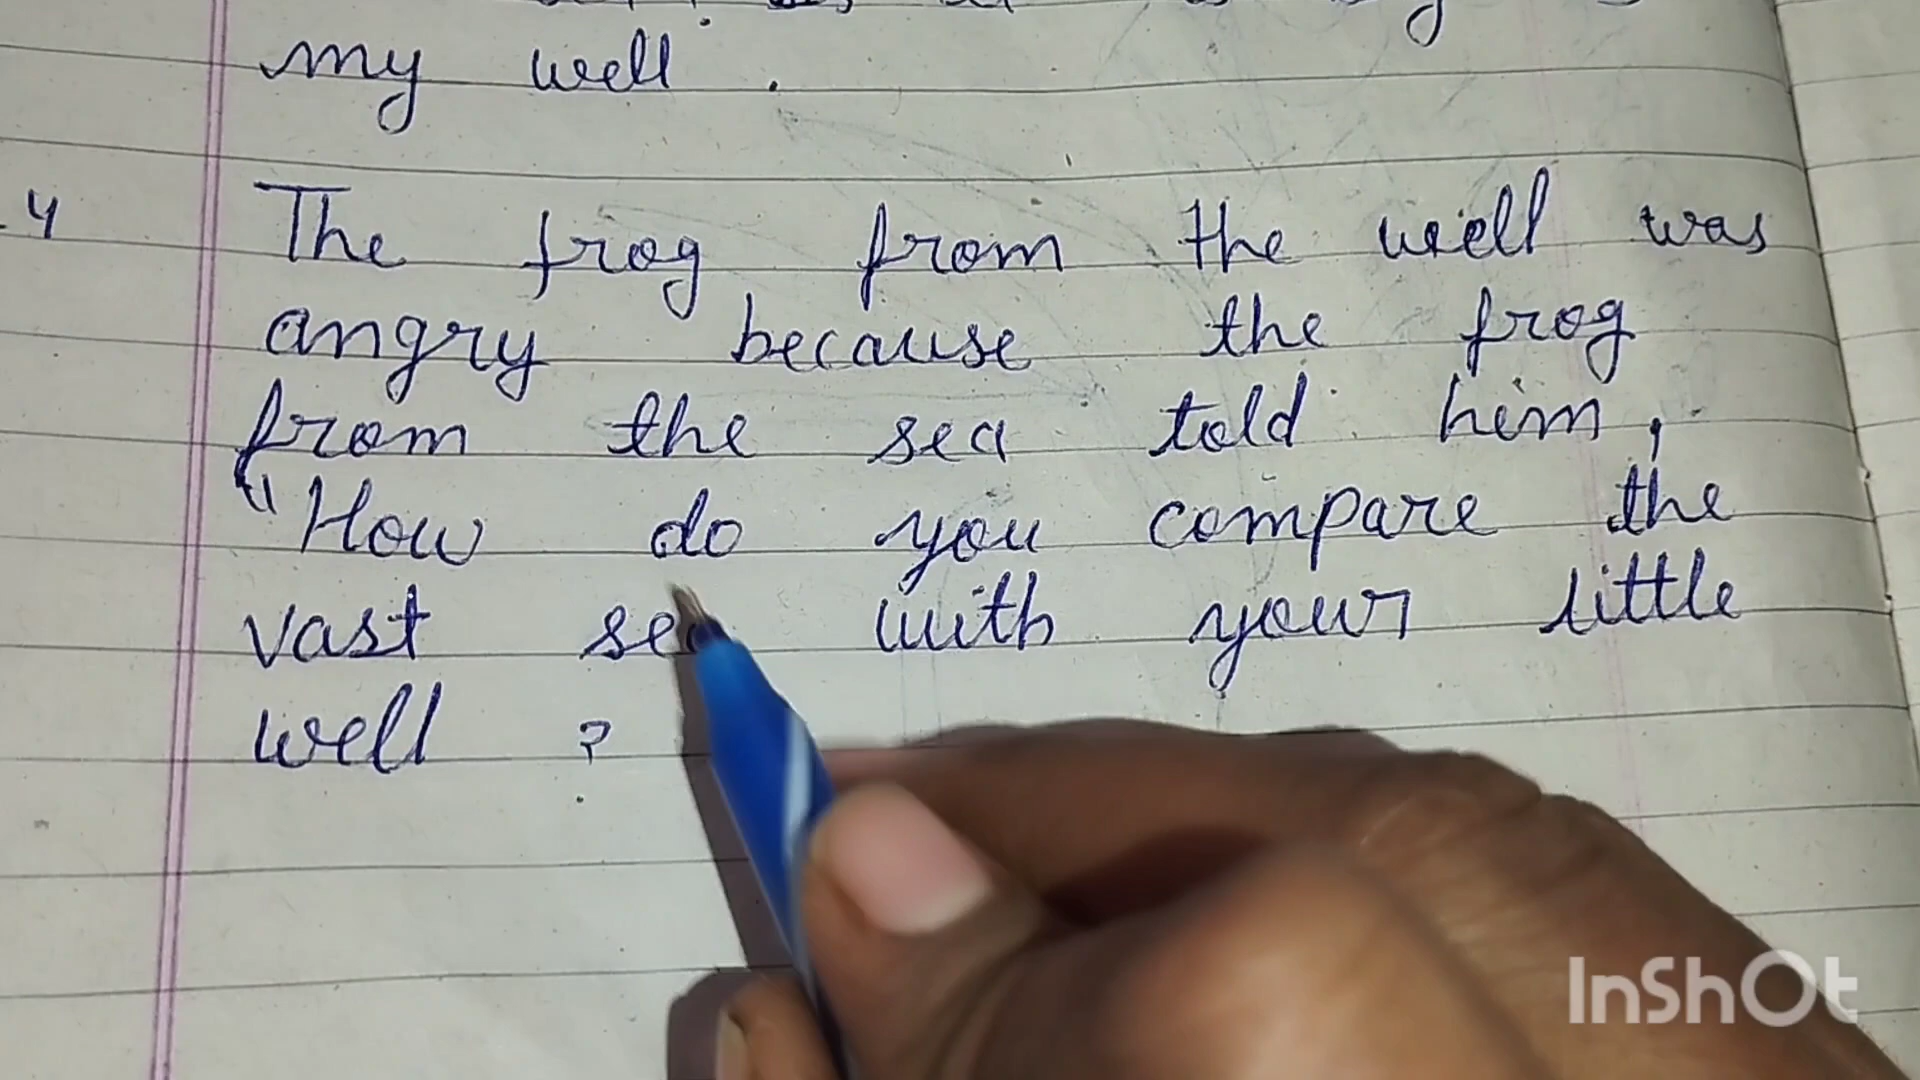 my well .
4 The frog from the well was
angry because the frog
from the sea told him,
"How do you compare the
vast sea with your little
well ?
InShOt